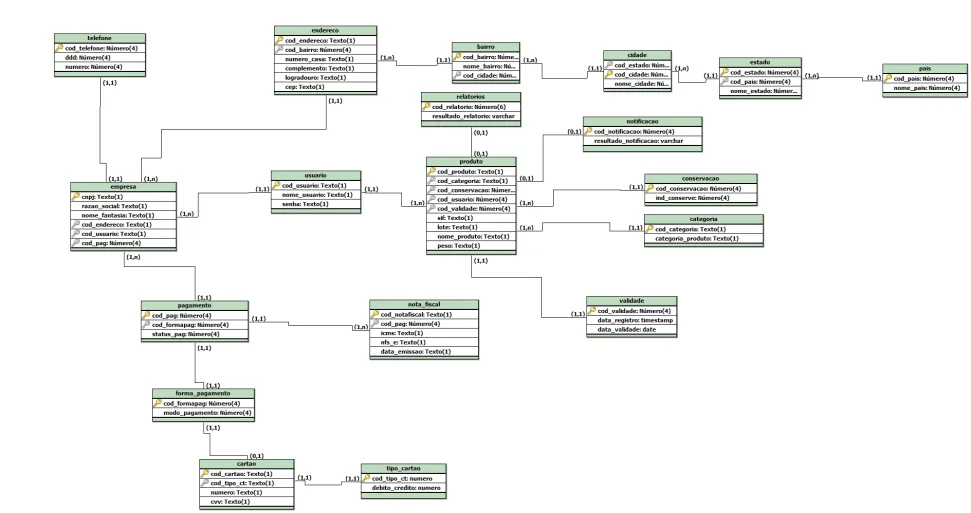 telefone
cod_telefone: Número(4)
ddd: Número(4)
numero: Número(4)
(1,1)
endereco
cod_endereco: Texto(1)
cod_bairro: Número(4)
numero_casa: Texto(1)
complemento: Texto(1)
logradouro: Texto(1)
cep: Texto(1)
(1,n)
(1,1)
(1,1)
bairro
cod_bairro: Núme...
nome_bairro: Nú...
cod_cidade: Núm...
(1,n)
(1,1)
cidade
cod_estado: Núm...
cod_cidade: Núm...
nome_cidade: Nú...
(1,n)
(1,1)
estado
cod_estado: Número(4)
cod_pais: Número(4)
nome_estado: Númer...
(1,n)
(1,1)
pais
cod_pais: Número(4)
nome_pais: Número(4)
relatorios
cod_relatorio: Número(6)
resultado_relatorio: varchar
(0,1)
(0,1)
notificacao
cod_notificacao: Número(4)
resultado_notificacao: varchar
(0,1)
(0,1)
produto
cod_produto: Texto(1)
cod_categoria: Texto(1)
cod_conservacao: Númer...
cod_usuario: Número(4)
cod_validade: Número(4)
sif: Texto(1)
lote: Texto(1)
nome_produto: Texto(1)
peso: Texto(1)
(1,n)
(1,n)
(1,n)
(1,1)
conservacao
cod_conservacao: Número(4)
ind_conserve: Número(4)
(1,1)
categoria
cod_categoria: Texto(1)
categoria_produto: Texto(1)
(1,1)
usuario
cod_usuario: Texto(1)
nome_usuario: Texto(1)
senha: Texto(1)
(1,1)
(1,1)
(1,1)
(1,n)
empresa
cnpj: Texto(1)
razao_social: Texto(1)
nome_fantasia: Texto(1)
cod_endereco: Texto(1)
cod_usuario: Texto(1)
cod_pag: Número(4)
(1,n)
(1,n)
(1,1)
pagamento
cod_pag: Número(4)
cod_formapag: Número(4)
status_pag: Número(4)
(1,1)
(1,1)
nota_fiscal
cod_notafiscal: Texto(1)
cod_pag: Número(4)
icms: Texto(1)
nfs_e: Texto(1)
data_emissao: Texto(1)
(1,n)
validade
cod_validade: Número(4)
data_registro: timestamp
data_validade: date
(1,1)
(1,1)
forma_pagamento
cod_formapag: Número(4)
modo_pagamento: Número(4)
(1,1)
(0,1)
cartao
cod_cartao: Texto(1)
cod_tipo_ct: Texto(1)
numero: Texto(1)
cvv: Texto(1)
(1,1)
(1,1)
tipo_cartao
cod_tipo_ct: numero
debito_credito: numero